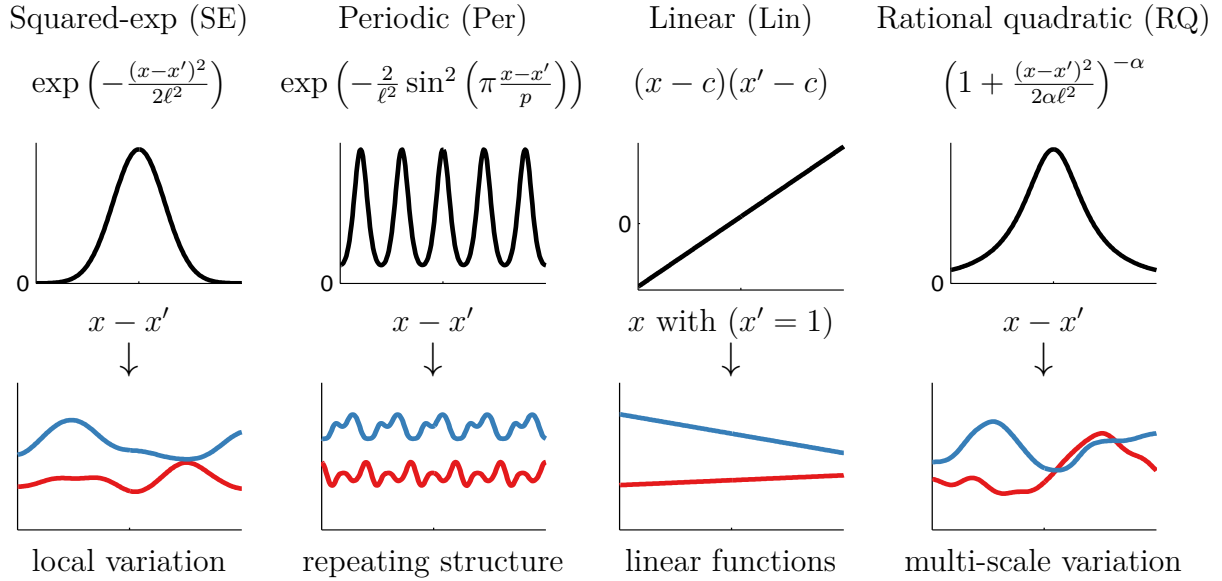 Squared-exp (SE) Periodic (Per) Linear (Lin) Rational quadratic (RQ)
exp(−(x−x′)²/2ℓ²) exp(−2/ℓ² sin²(π (x−x′)/p)) (x − c)(x′ − c) (1 + (x−x′)²/2αℓ²)^−α
0 0 0 0
x − x′ x − x′ x with (x′ = 1) x − x′
↓ ↓ ↓ ↓
local variation repeating structure linear functions multi-scale variation